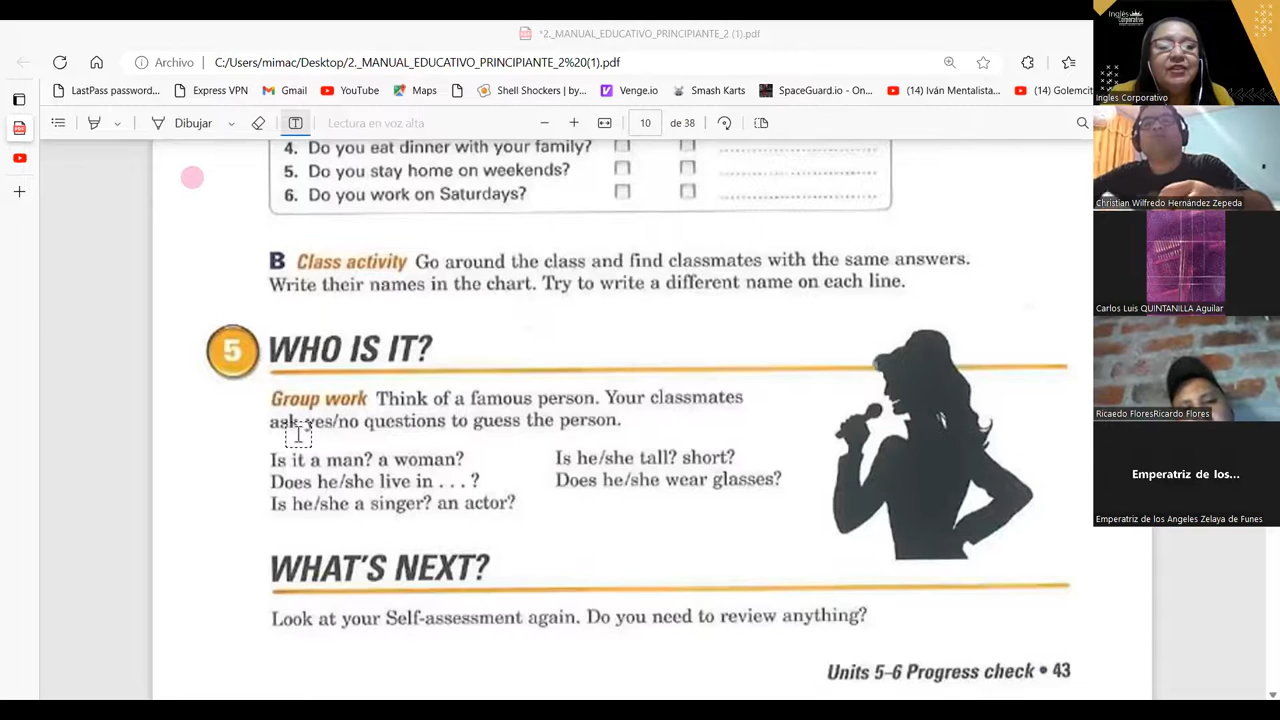 *2._MANUAL_EDUCATIVO_PRINCIPIANTE_2 (1).pdf
Archivo C:/Users/mimac/Desktop/2._MANUAL_EDUCATIVO_PRINCIPIANTE_2%20(1).pdf
LastPass password... Express VPN Gmail YouTube Maps Shell Shockers | by... Venge.io Smash Karts SpaceGuard.io - On... (14) Iván Mentalista... (14) Golemcit
Dibujar Lectura en voz alta 10 de 38
4. Do you eat dinner with your family?
5. Do you stay home on weekends?
6. Do you work on Saturdays?
B Class activity Go around the class and find classmates with the same answers.
Write their names in the chart. Try to write a different name on each line.
5 WHO IS IT?
Group work Think of a famous person. Your classmates
ask yes/no questions to guess the person.
Is it a man? a woman?
Does he/she live in . . . ?
Is he/she a singer? an actor?
Is he/she tall? short?
Does he/she wear glasses?
WHAT'S NEXT?
Look at your Self-assessment again. Do you need to review anything?
Units 5–6 Progress check • 43
Inglés
Corporativo
Ingles Corporativo
Christian Wilfredo Hernández Zepeda
Carlos Luis QUINTANILLA Aguilar
Ricaedo FloresRicardo Flores
Emperatriz de los...
Emperatriz de los Angeles Zelaya de Funes